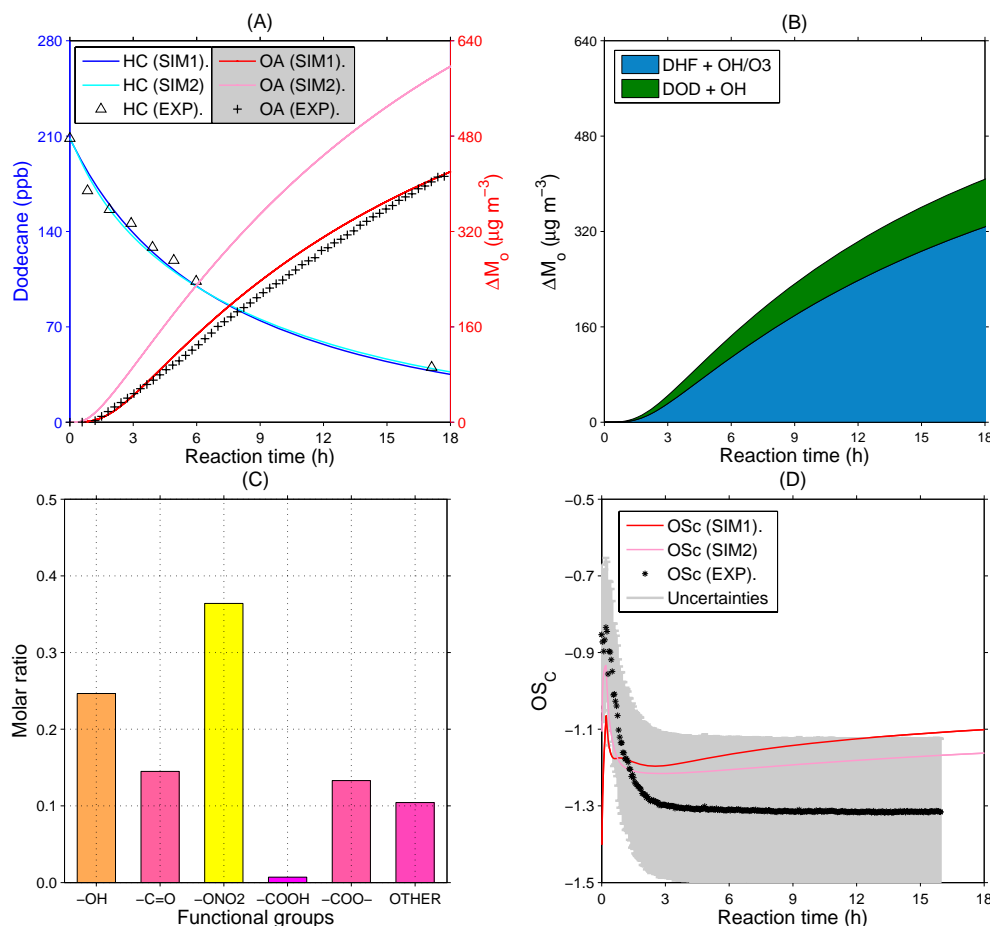 (A)
HC (SIM1). OA (SIM1).
HC (SIM2) OA (SIM2).
HC (EXP). OA (EXP).
280
210
140
70
0
Dodecane (ppb)
640
480
320
160
0
ΔMo (µg m−3)
0 3 6 9 12 15 18
Reaction time (h)
(B)
DHF + OH/O3
DOD + OH
640
480
320
160
0
ΔMo (µg m−3)
0 3 6 9 12 15 18
Reaction time (h)
(C)
0.5
0.4
0.3
0.2
0.1
0.0
Molar ratio
−OH −C=O −ONO2 −COOH −COO− OTHER
Functional groups
(D)
OSc (SIM1).
OSc (SIM2)
OSc (EXP).
Uncertainties
−0.5
−0.7
−0.9
−1.1
−1.3
−1.5
OSC
0 3 6 9 12 15 18
Reaction time (h)